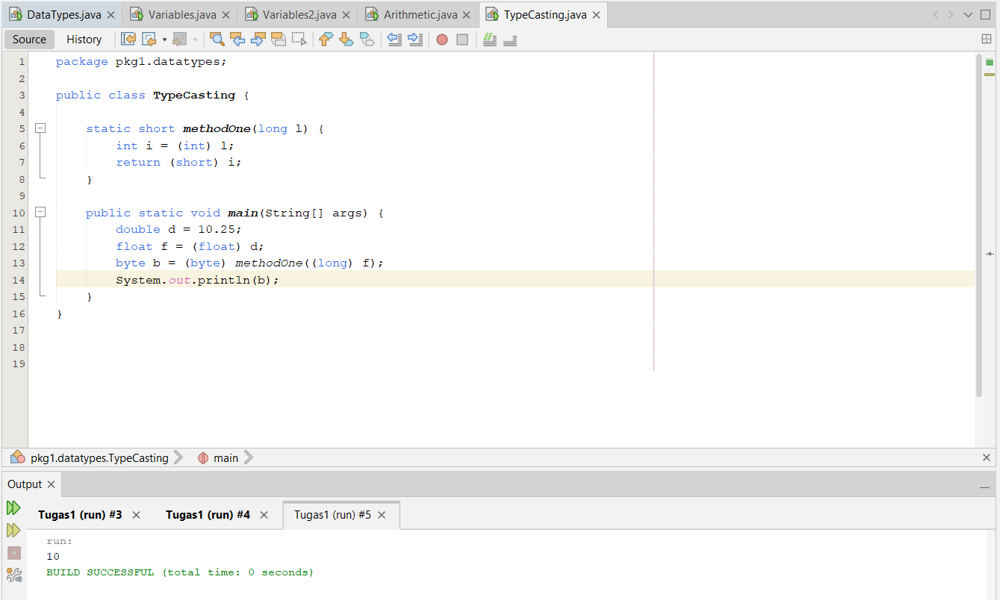 DataTypes.java Variables.java Variables2.java Arithmetic.java TypeCasting.java
Source History
1 package pkg1.datatypes;
2
3 public class TypeCasting {
4
5 static short methodOne(long l) {
6 int i = (int) l;
7 return (short) i;
8 }
9
10 public static void main(String[] args) {
11 double d = 10.25;
12 float f = (float) d;
13 byte b = (byte) methodOne((long) f);
14 System.out.println(b);
15 }
16 }
17
18
19
pkg1.datatypes.TypeCasting main
Output
Tugas1 (run) #3 Tugas1 (run) #4 Tugas1 (run) #5
run:
10
BUILD SUCCESSFUL (total time: 0 seconds)